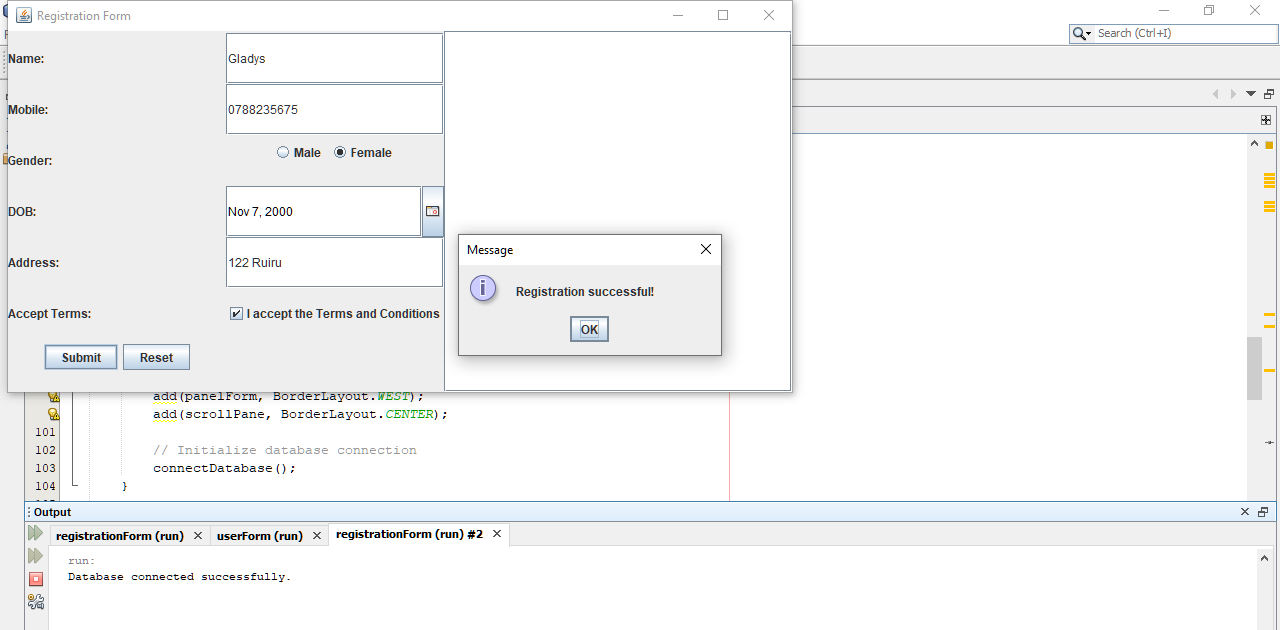 Registration Form
Search (Ctrl+I)
Name:
Gladys
Mobile:
0788235675
Gender:
Male
Female
DOB:
Nov 7, 2000
Address:
122 Ruiru
Accept Terms:
I accept the Terms and Conditions
Submit
Reset
Message
Registration successful!
OK
add(panelForm, BorderLayout.WEST);
add(scrollPane, BorderLayout.CENTER);
101
102 // Initialize database connection
103 connectDatabase();
104 }
Output
registrationForm (run)
userForm (run)
registrationForm (run) #2
run:
Database connected successfully.